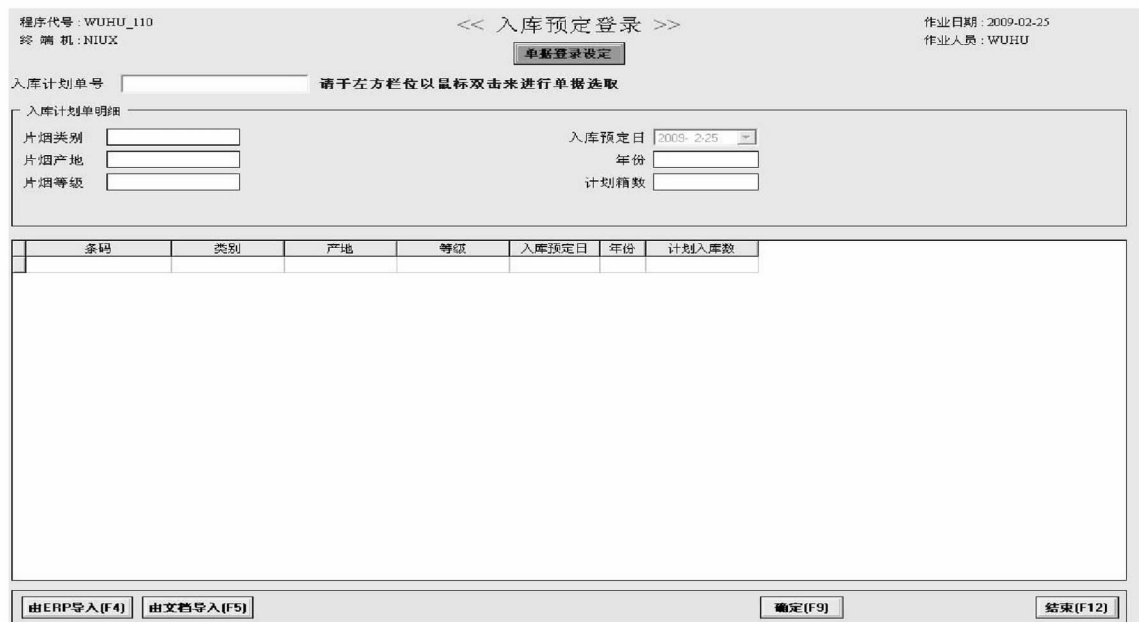 程序代号 : WUHU_110
<< 入库预定登录 >>
作业日期 : 2009-02-25
终 端 机 : NIUX
作业人员 : WUHU
单据登录设定
入库计划单号 请于左方栏位以鼠标双击来进行单据选取
入库计划单明细
片烟类别 入库预定日 2009- 2-25
片烟产地 年份
片烟等级 计划箱数
条码 类别 产地 等级 入库预定日 年份 计划入库数
由ERP导入(F4) 由文档导入(F5) 确定(F9) 结束(F12)